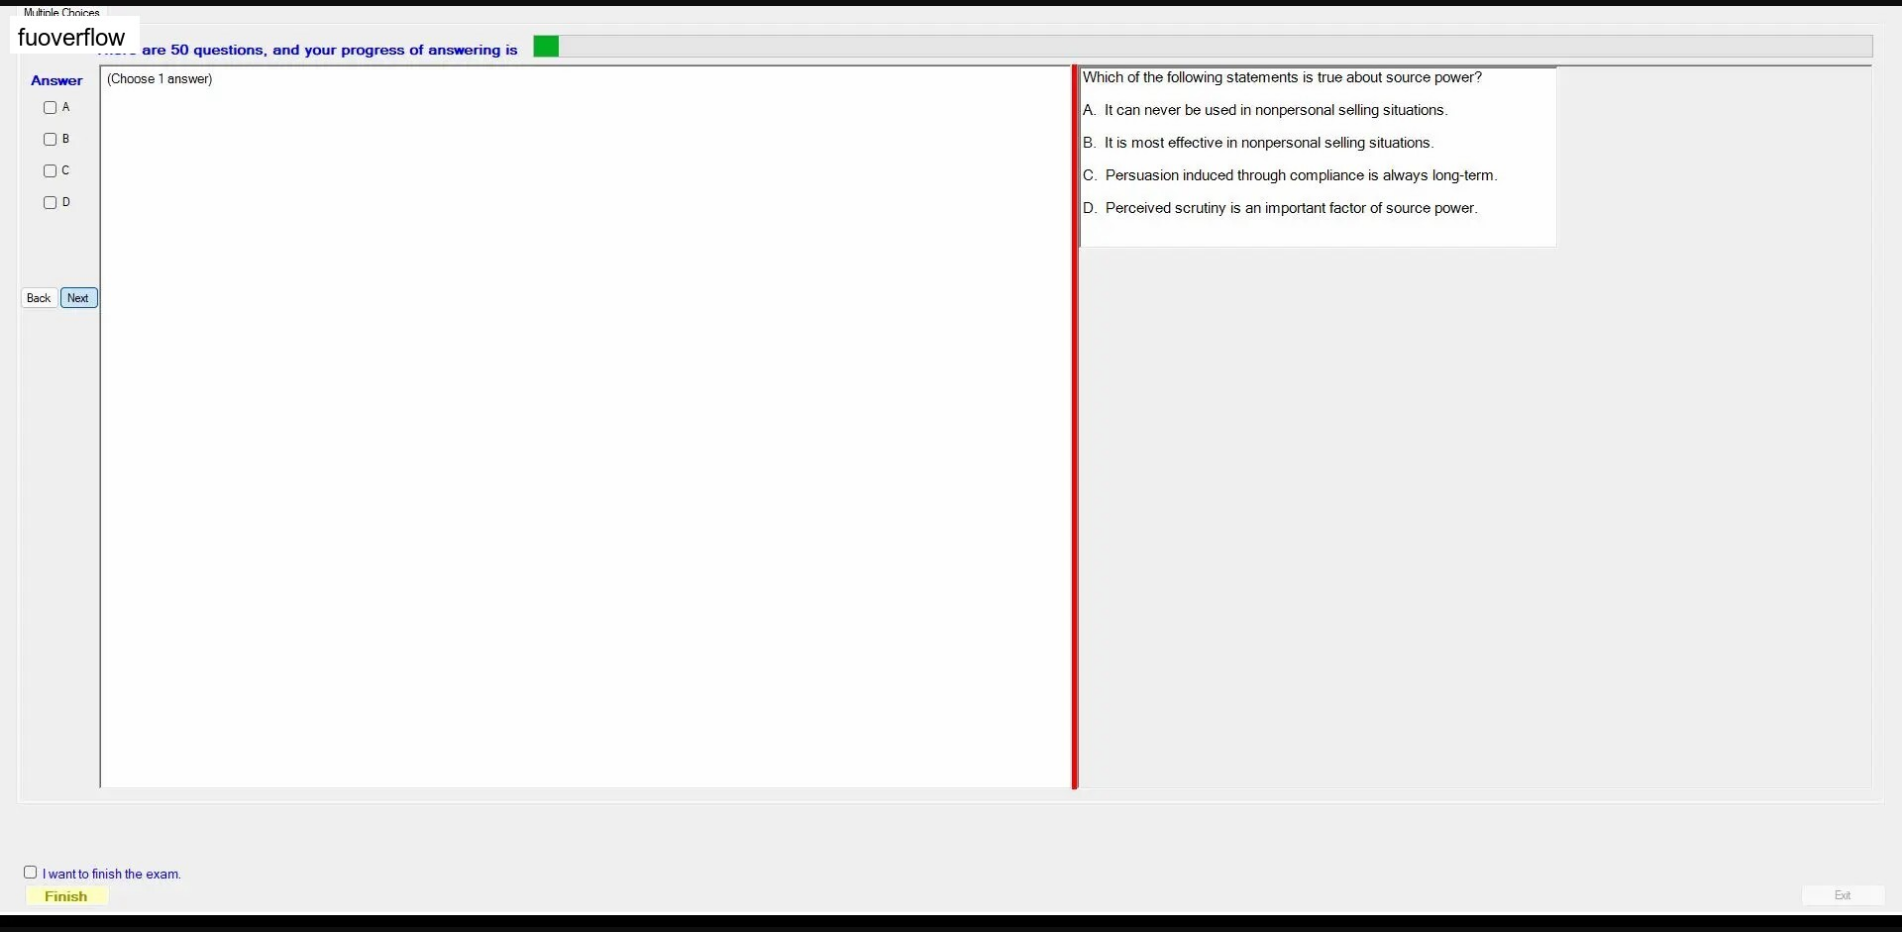 Multiple Choices
fuoverflow
are 50 questions, and your progress of answering is
Answer
(Choose 1 answer)
A
B
C
D
Back
Next
Which of the following statements is true about source power?
A. It can never be used in nonpersonal selling situations.
B. It is most effective in nonpersonal selling situations.
C. Persuasion induced through compliance is always long-term.
D. Perceived scrutiny is an important factor of source power.
I want to finish the exam.
Finish
Exit